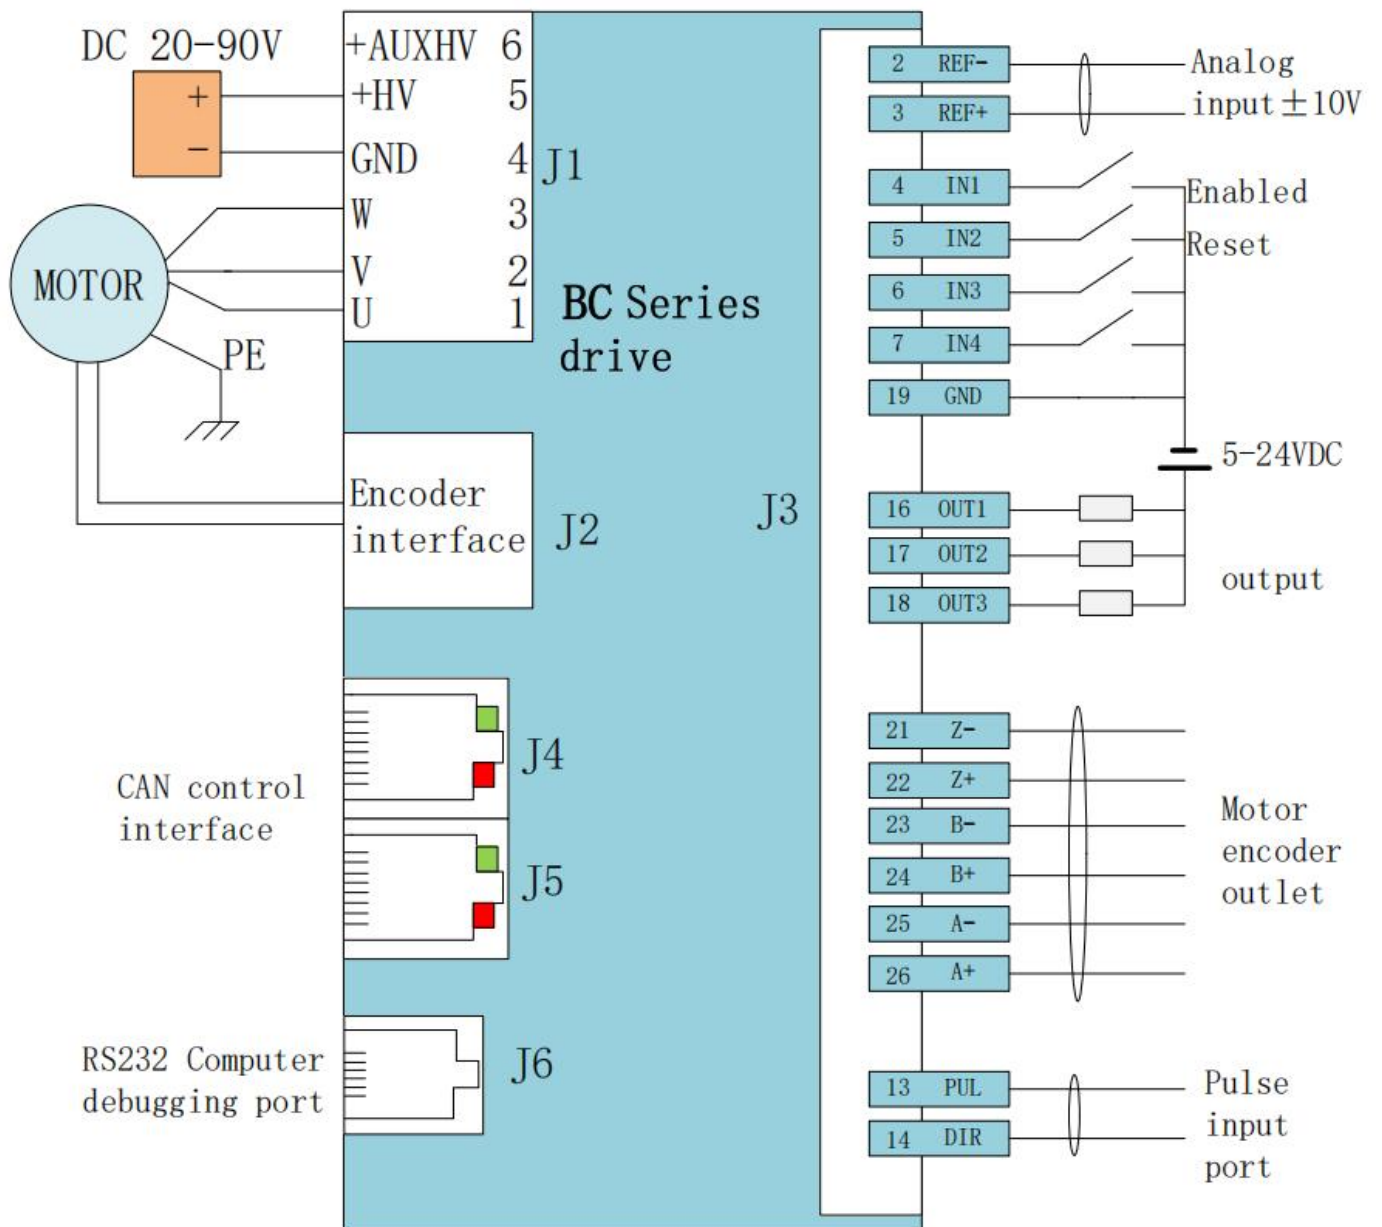 DC 20-90V
+
-
+AUXHV 6
+HV 5
GND 4
W 3
V 2
U 1
J1
MOTOR
PE
BC Series
drive
Encoder
interface
J2
J3
CAN control
interface
J4
J5
RS232 Computer
debugging port
J6
2 REF-
3 REF+
Analog
input±10V
4 IN1
Enabled
5 IN2
Reset
6 IN3
7 IN4
19 GND
5-24VDC
16 OUT1
17 OUT2
18 OUT3
output
21 Z-
22 Z+
23 B-
24 B+
25 A-
26 A+
Motor
encoder
outlet
13 PUL
14 DIR
Pulse
input
port